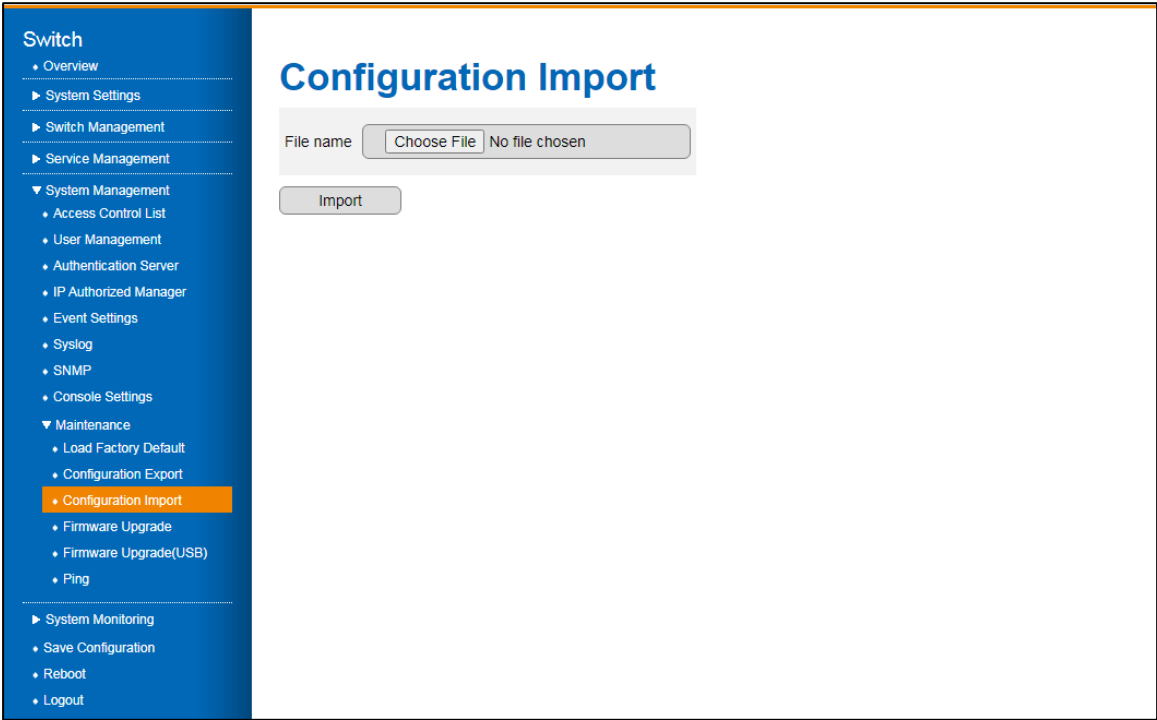 Switch
Overview
System Settings
Switch Management
Service Management
System Management
Access Control List
User Management
Authentication Server
IP Authorized Manager
Event Settings
Syslog
SNMP
Console Settings
Maintenance
Load Factory Default
Configuration Export
Configuration Import
Firmware Upgrade
Firmware Upgrade(USB)
Ping
System Monitoring
Save Configuration
Reboot
Logout
Configuration Import
File name Choose File No file chosen
Import